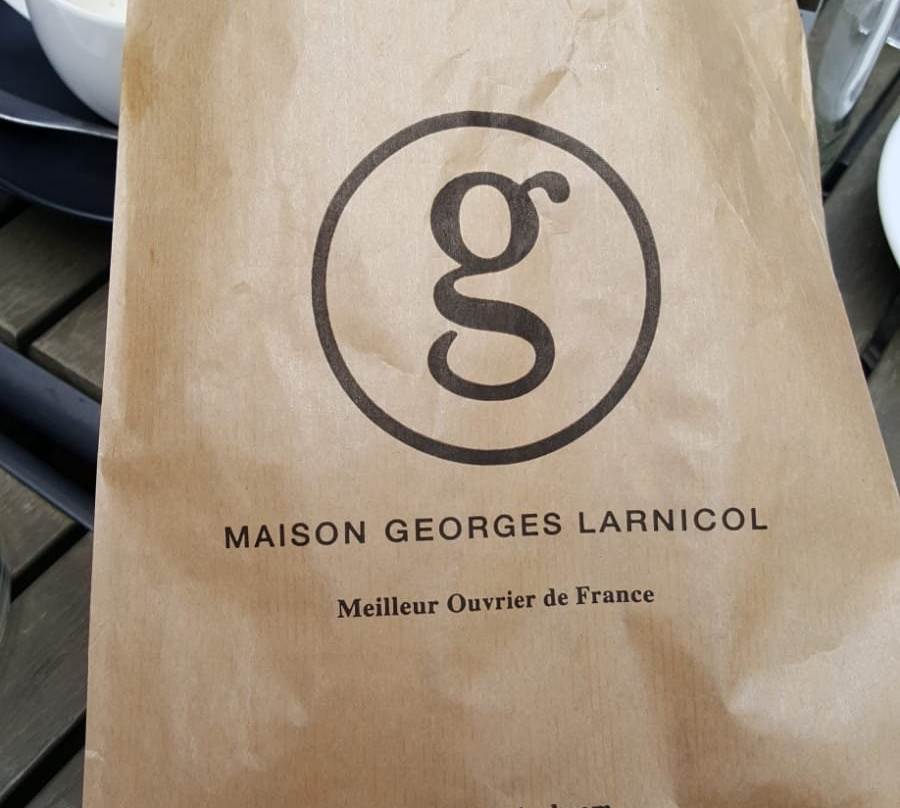 g
MAISON GEORGES LARNICOL
Meilleur Ouvrier de France